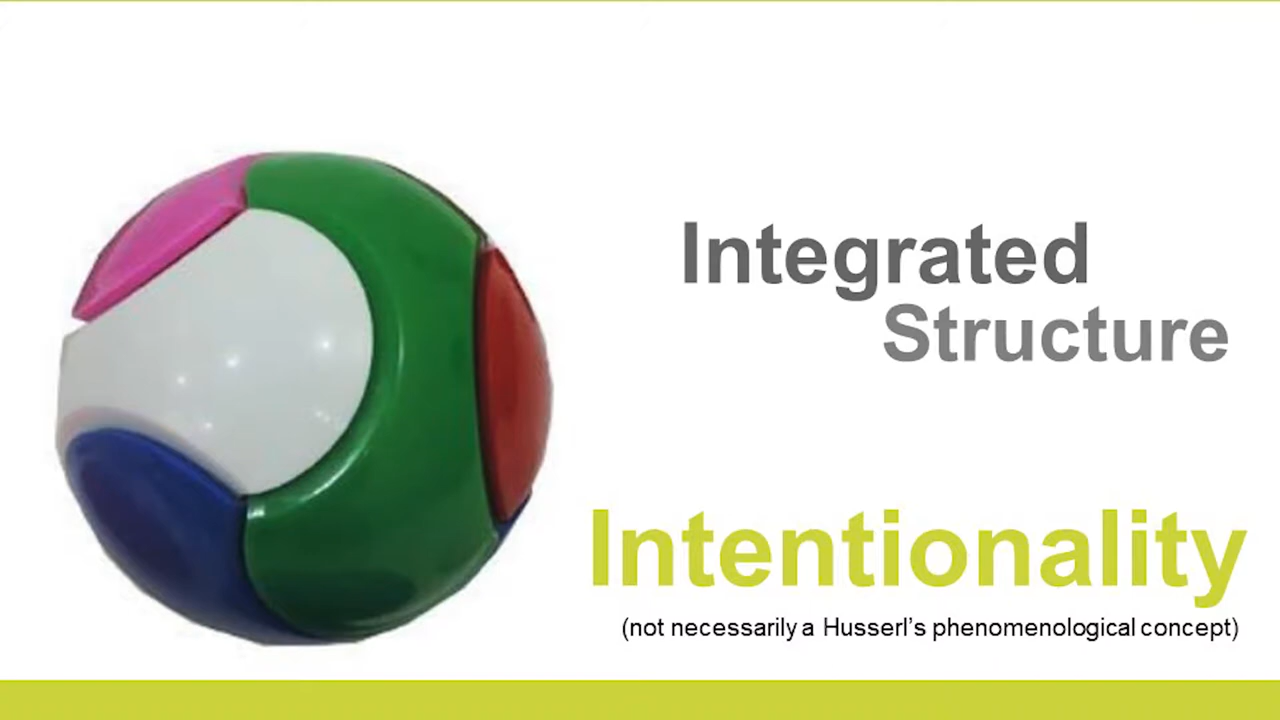 Integrated
Structure
Intentionality
(not necessarily a Husserl’s phenomenological concept)